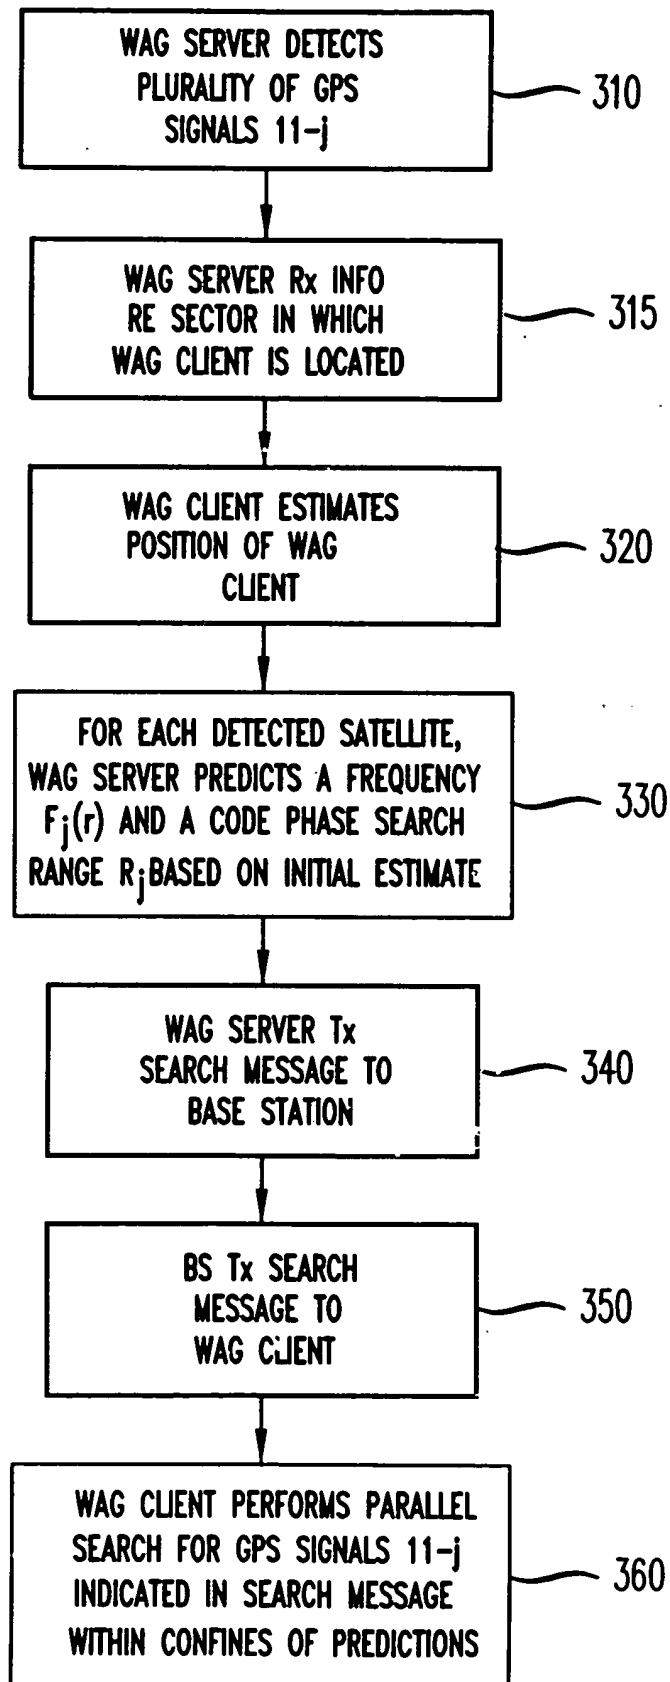 WAG SERVER DETECTS
PLURALITY OF GPS
SIGNALS 11-j
310
WAG SERVER Rx INFO
RE SECTOR IN WHICH
WAG CLIENT IS LOCATED
315
WAG CLIENT ESTIMATES
POSITION OF WAG
CLIENT
320
FOR EACH DETECTED SATELLITE,
WAG SERVER PREDICTS A FREQUENCY
Fj(r) AND A CODE PHASE SEARCH
RANGE Rj BASED ON INITIAL ESTIMATE
330
WAG SERVER Tx
SEARCH MESSAGE TO
BASE STATION
340
BS Tx SEARCH
MESSAGE TO
WAG CLIENT
350
WAG CLIENT PERFORMS PARALLEL
SEARCH FOR GPS SIGNALS 11-j
INDICATED IN SEARCH MESSAGE
WITHIN CONFINES OF PREDICTIONS
360